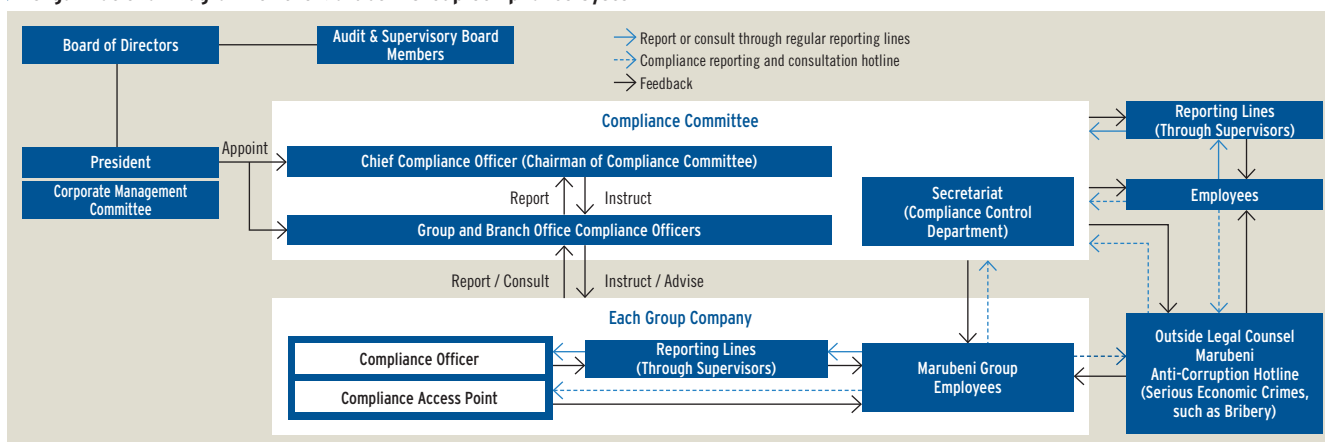 Board of Directors
Audit & Supervisory Board
Members
Report or consult through regular reporting lines
Compliance reporting and consultation hotline
Feedback
Compliance Committee
Reporting Lines
(Through Supervisors)
President
Appoint
Chief Compliance Officer (Chairman of Compliance Committee)
Corporate Management
Committee
Report
Instruct
Secretariat
(Compliance Control
Department)
Employees
Group and Branch Office Compliance Officers
Report / Consult
Instruct / Advise
Each Group Company
Compliance Officer
Reporting Lines
(Through Supervisors)
Compliance Access Point
Marubeni Group
Employees
Outside Legal Counsel
Marubeni
Anti-Corruption Hotline
(Serious Economic Crimes,
such as Bribery)